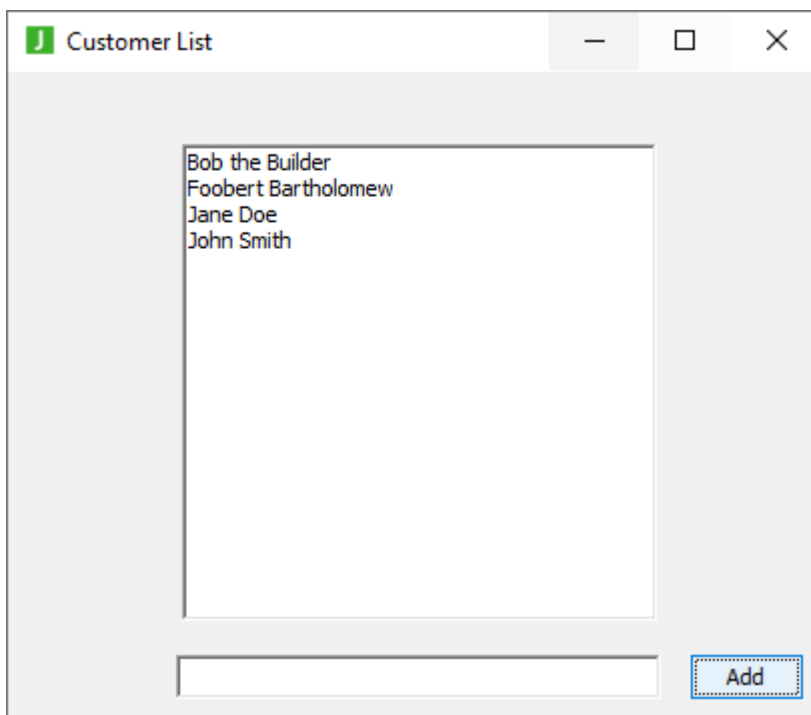 J Customer List
Bob the Builder
Foobert Bartholomew
Jane Doe
John Smith
Add